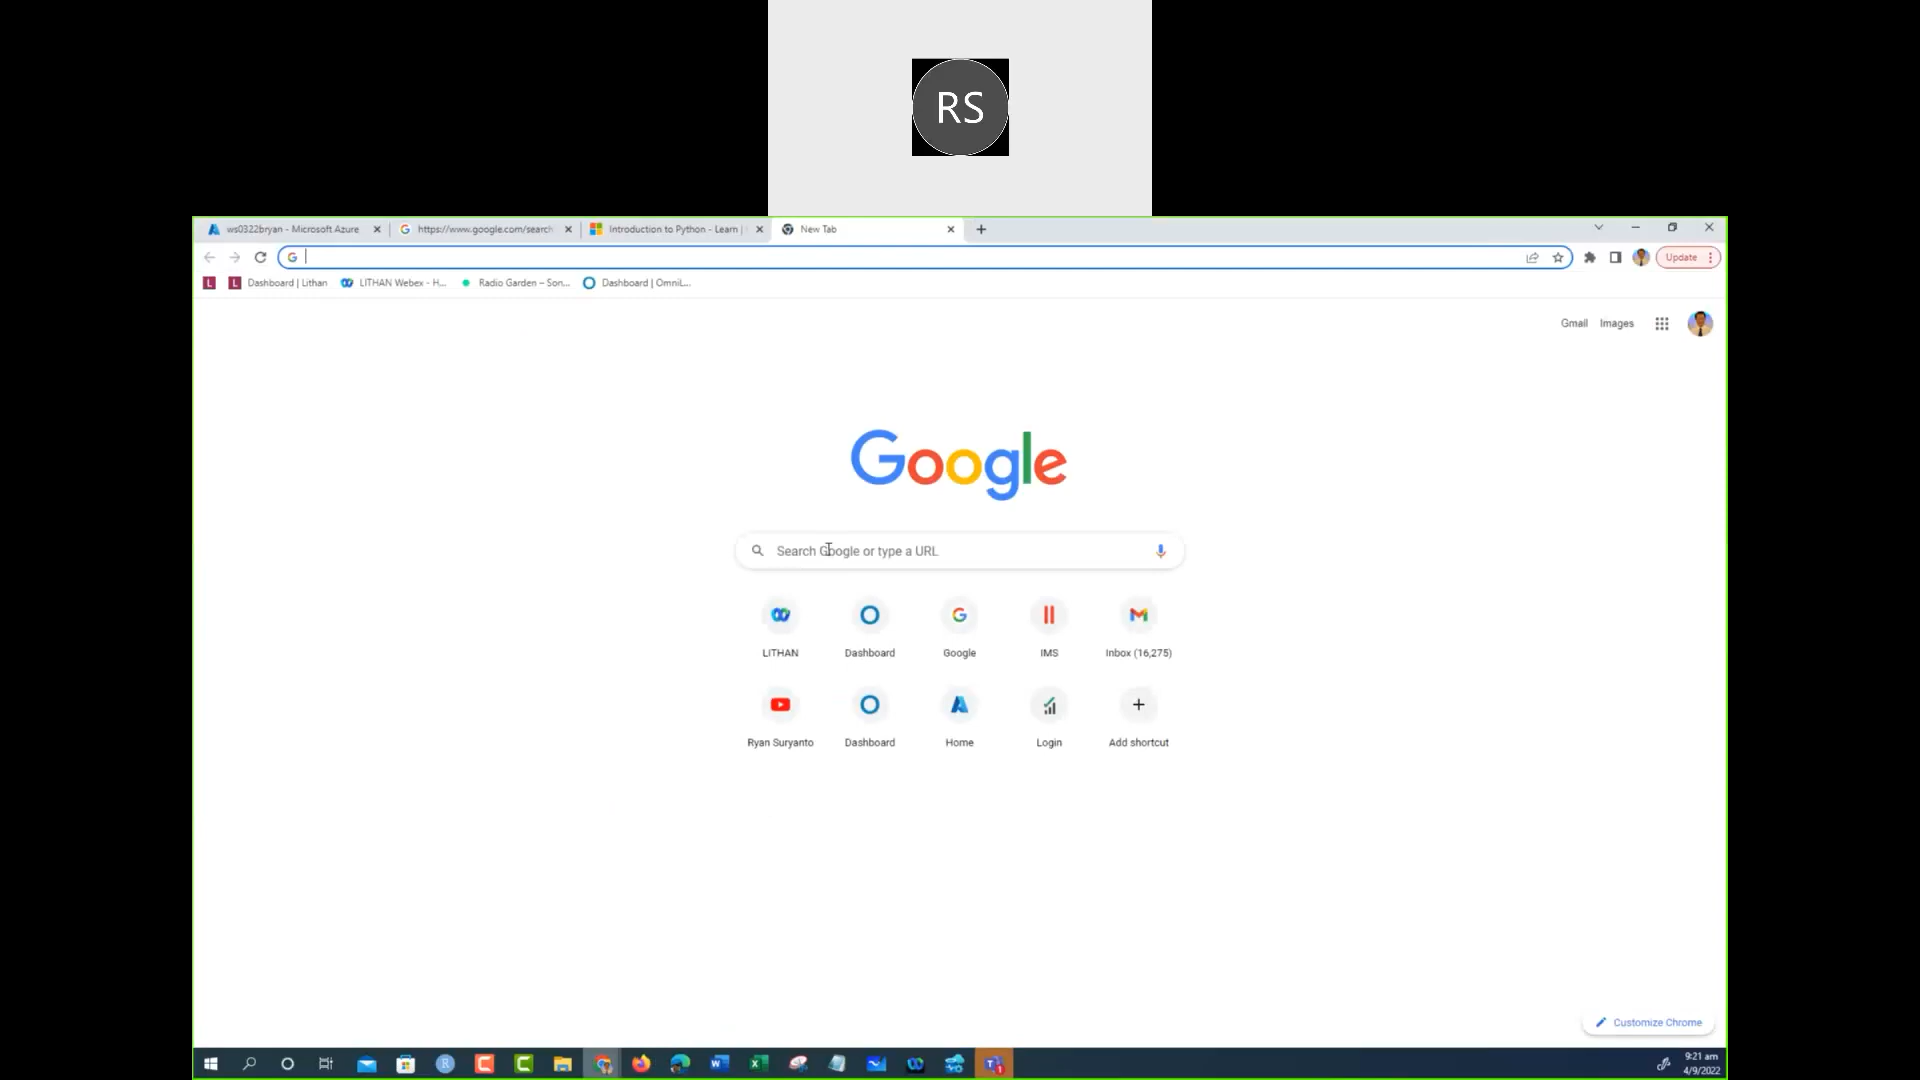 RS
ws0322bryan - Microsoft Azure
https://www.google.com/search
Introduction to Python - Learn |
New Tab
Update
L
L Dashboard | Lithan
LITHAN Webex - H...
Radio Garden – Son...
Dashboard | OmniL...
Gmail Images
Google
Search Google or type a URL
LITHAN Dashboard Google IMS Inbox (16,275)
Ryan Suryanto Dashboard Home Login Add shortcut
Customize Chrome
9:21 am
4/9/2022